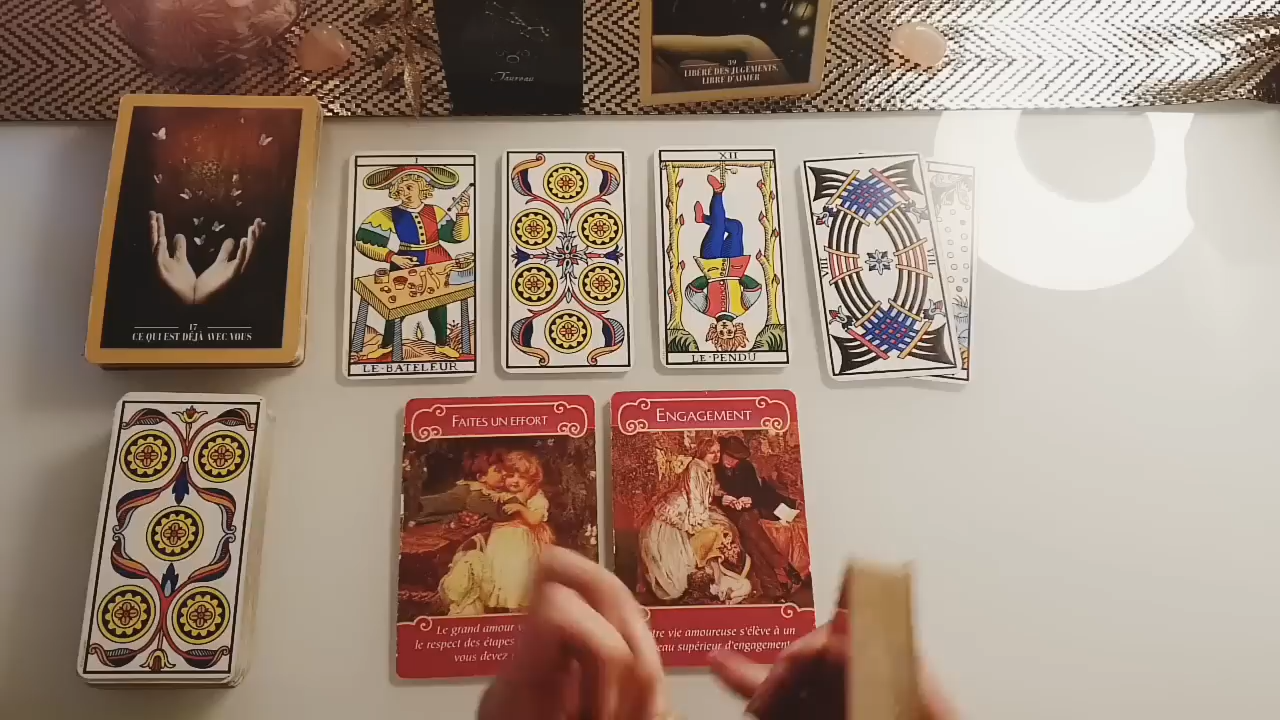 Taureau
39
LIBÉRÉ DES JUGEMENTS,
LIBRE D'AIMER
17
CE QUI EST DÉJÀ AVEC VOUS
I
LE·BATELEUR
XII
LE·PENDU
VIII
VIII
FAITES UN EFFORT
Le grand amour
le respect des étapes
vous devez
ENGAGEMENT
vie amoureuse s'élève à un
supérieur d'engagement